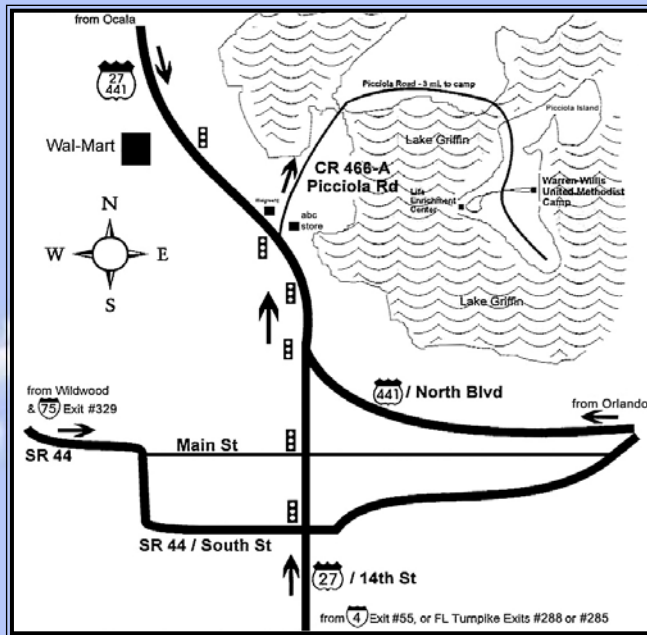 from Ocala
27
441
Picciola Road - 3 mi. to camp
Picciola Island
Wal-Mart
Lake Griffin
CR 466-A
Picciola Rd
Life
Enrichment
Center
Warren Willis
United Methodist
Camp
Walgreens
abc
store
N
W E
S
Lake Griffin
from Wildwood
& 75 Exit #329
441 / North Blvd
from Orlando
SR 44
Main St
SR 44 / South St
27 / 14th St
from 4 Exit #55, or FL Turnpike Exits #288 or #285